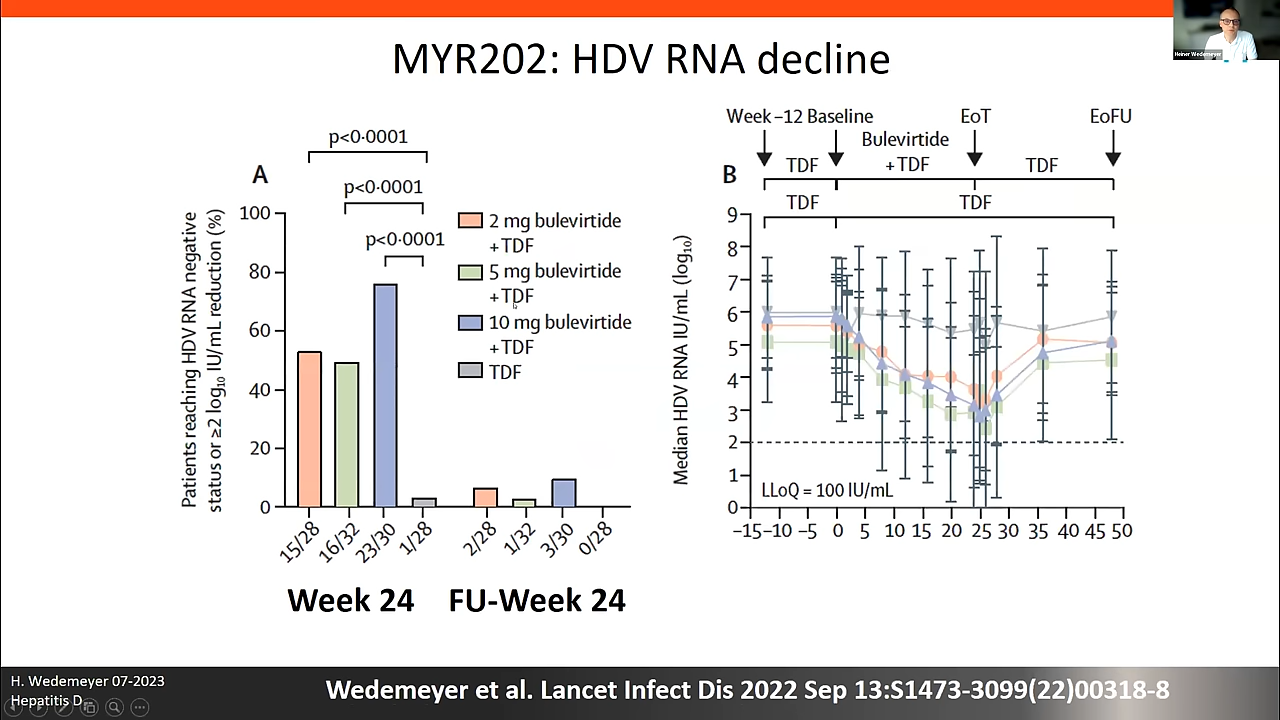 Heiner Wedemeyer
MYR202: HDV RNA decline
A
p<0·0001
p<0·0001
p<0·0001
Patients reaching HDV RNA negative
status or ≥2 log₁₀ IU/mL reduction (%)
100
80
60
40
20
0
2 mg bulevirtide
+ TDF
5 mg bulevirtide
+ TDF
10 mg bulevirtide
+ TDF
TDF
15/28
16/32
23/30
1/28
2/28
1/32
3/30
0/28
Week 24
FU-Week 24
Week –12
Baseline
EoT
EoFU
B
TDF
Bulevirtide
+ TDF
TDF
TDF
TDF
Median HDV RNA IU/mL (log₁₀)
9
8
7
6
5
4
3
2
1
0
LLoQ = 100 IU/mL
–15 –10 –5 0 5 10 15 20 25 30 35 40 45 50
H. Wedemeyer 07-2023
Hepatitis D
Wedemeyer et al. Lancet Infect Dis 2022 Sep 13:S1473-3099(22)00318-8